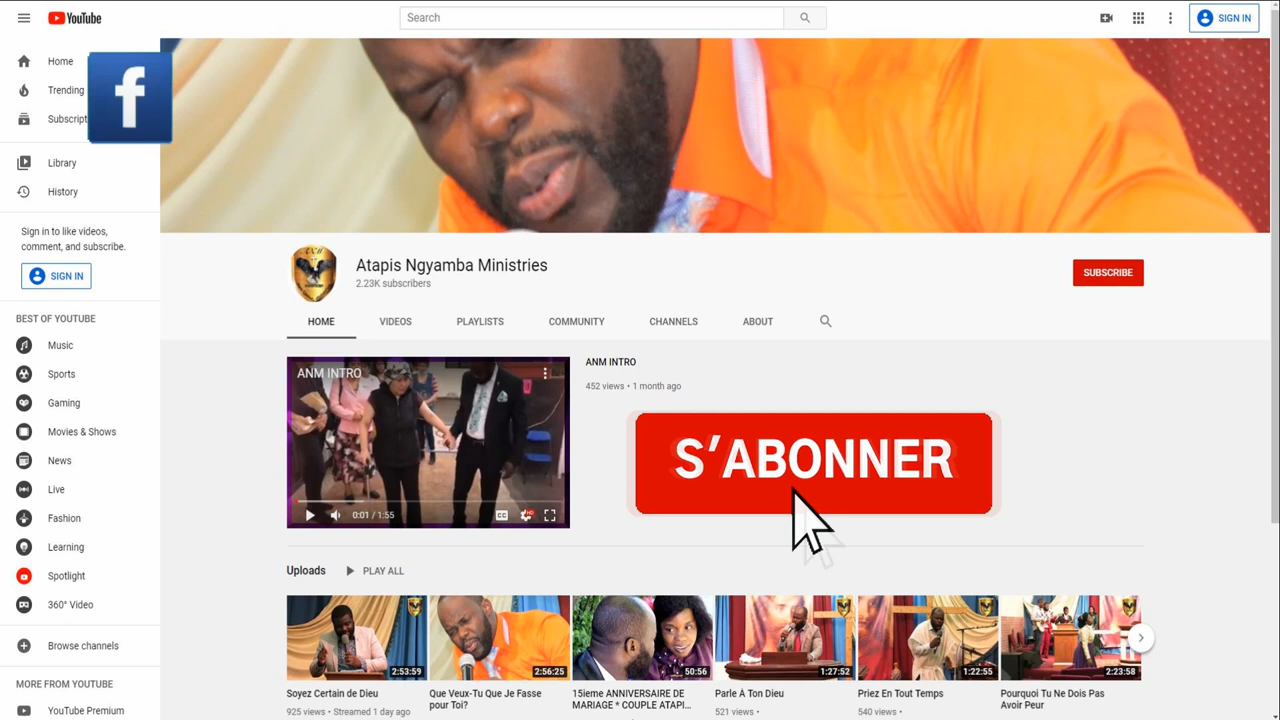 YouTube
Search
SIGN IN
Home
Trending
Subscript
f
Library
History
Sign in to like videos,
comment, and subscribe.
SIGN IN
BEST OF YOUTUBE
Music
Sports
Gaming
Movies & Shows
News
Live
Fashion
Learning
Spotlight
360° Video
Browse channels
MORE FROM YOUTUBE
YouTube Premium
Atapis Ngyamba Ministries
2.23K subscribers
SUBSCRIBE
HOME
VIDEOS
PLAYLISTS
COMMUNITY
CHANNELS
ABOUT
ANM INTRO
0:01 / 1:55
CC
HD
ANM INTRO
452 views • 1 month ago
S'ABONNER
Uploads
PLAY ALL
2:53:59
Soyez Certain de Dieu
925 views • Streamed 1 day ago
2:56:25
Que Veux-Tu Que Je Fasse
pour Toi?
50:56
15ieme ANNIVERSAIRE DE
MARIAGE * COUPLE ATAPI...
1:27:52
Parle À Ton Dieu
521 views •
1:22:55
Priez En Tout Temps
540 views •
2:23:58
Pourquoi Tu Ne Dois Pas
Avoir Peur